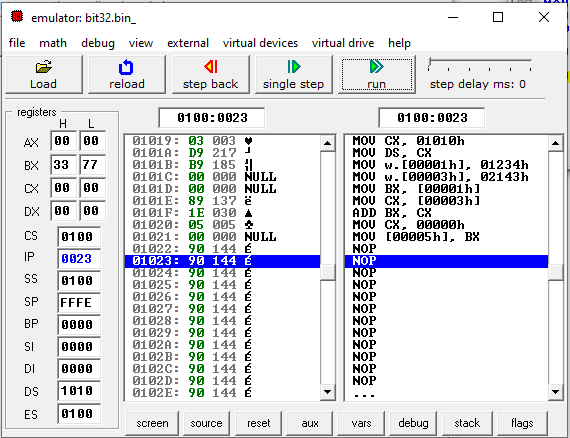 emulator: bit32.bin_
file math debug view external virtual devices virtual drive help
Load reload step back single step run step delay ms: 0
registers
H L
AX 00 00
BX 33 77
CX 00 00
DX 00 00
CS 0100
IP 0023
SS 0100
SP FFFE
BP 0000
SI 0000
DI 0000
DS 1010
ES 0100
0100:0023
01019: 03 003 ♥
0101A: D9 217 ┘
0101B: B9 185 ╣
0101C: 00 000 NULL
0101D: 00 000 NULL
0101E: 89 137 ë
0101F: 1E 030 ▲
01020: 05 005 ♣
01021: 00 000 NULL
01022: 90 144 É
01023: 90 144 É
01024: 90 144 É
01025: 90 144 É
01026: 90 144 É
01027: 90 144 É
01028: 90 144 É
01029: 90 144 É
0102A: 90 144 É
0102B: 90 144 É
0102C: 90 144 É
0102D: 90 144 É
0102E: 90 144 É
0100:0023
MOV CX, 01010h
MOV DS, CX
MOV w.[00001h], 01234h
MOV w.[00003h], 02143h
MOV BX, [00001h]
MOV CX, [00003h]
ADD BX, CX
MOV CX, 00000h
MOV [00005h], BX
NOP
NOP
NOP
NOP
NOP
NOP
NOP
NOP
NOP
NOP
NOP
NOP
...
screen source reset aux vars debug stack flags